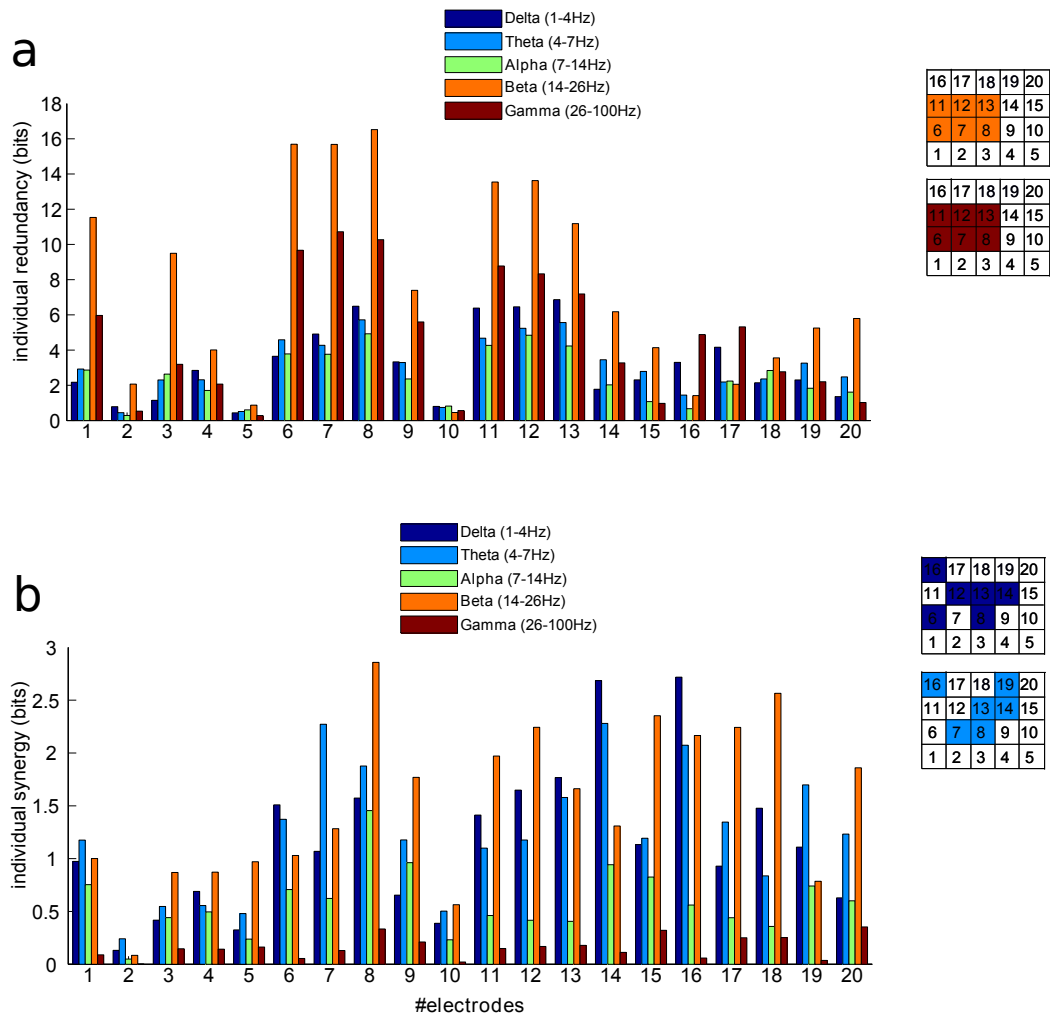 a
Delta (1-4Hz)
Theta (4-7Hz)
Alpha (7-14Hz)
Beta (14-26Hz)
Gamma (26-100Hz)
individual redundancy (bits)
18
16
14
12
10
8
6
4
2
0
1 2 3 4 5 6 7 8 9 10 11 12 13 14 15 16 17 18 19 20
16 17 18 19 20
11 12 13 14 15
6 7 8 9 10
1 2 3 4 5
16 17 18 19 20
11 12 13 14 15
6 7 8 9 10
1 2 3 4 5
b
Delta (1-4Hz)
Theta (4-7Hz)
Alpha (7-14Hz)
Beta (14-26Hz)
Gamma (26-100Hz)
individual synergy (bits)
3
2.5
2
1.5
1
0.5
0
1 2 3 4 5 6 7 8 9 10 11 12 13 14 15 16 17 18 19 20
#electrodes
16 17 18 19 20
11 12 13 14 15
6 7 8 9 10
1 2 3 4 5
16 17 18 19 20
11 12 13 14 15
6 7 8 9 10
1 2 3 4 5